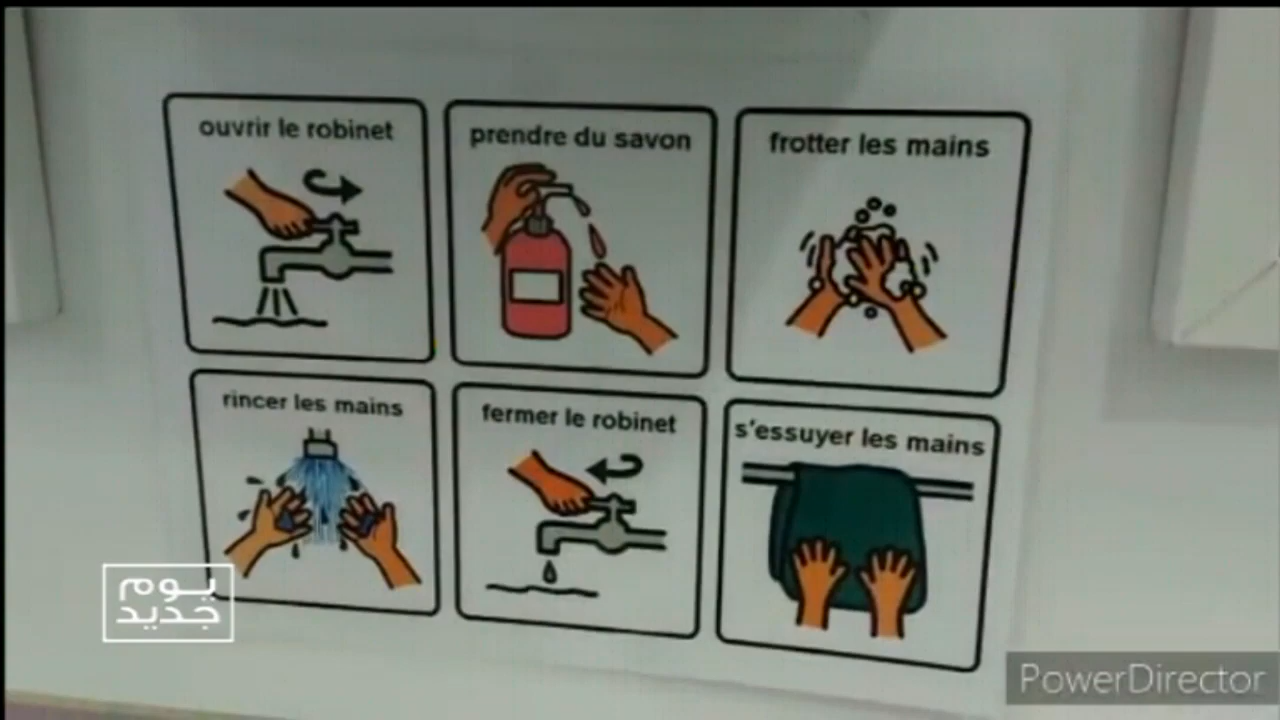 ouvrir le robinet
prendre du savon
frotter les mains
rincer les mains
fermer le robinet
s'essuyer les mains
يوم
جديد
PowerDirector